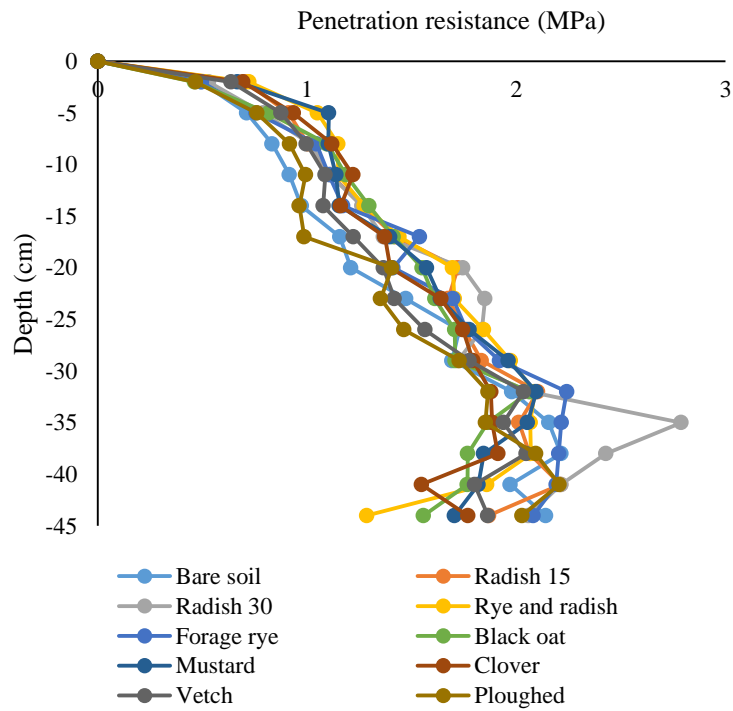 Penetration resistance (MPa)
0 1 2 3
0
-5
-10
-15
-20
-25
-30
-35
-40
-45
Depth (cm)
Bare soil Radish 15
Radish 30 Rye and radish
Forage rye Black oat
Mustard Clover
Vetch Ploughed